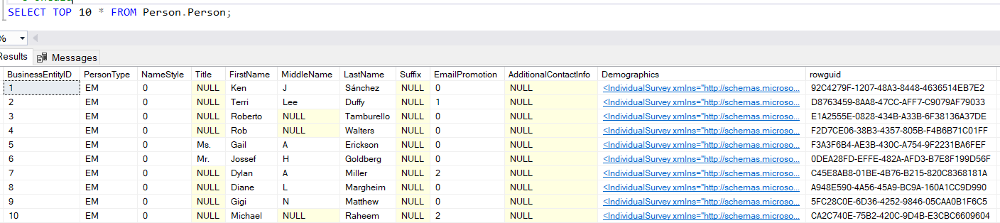 SELECT TOP 10 * FROM Person.Person;
%
Results Messages
BusinessEntityID PersonType NameStyle Title FirstName MiddleName LastName Suffix EmailPromotion AdditionalContactInfo Demographics rowguid
1 EM 0 NULL Ken J Sánchez NULL 0 NULL <IndividualSurvey xmlns="http://schemas.microso... 92C4279F-1207-48A3-8448-4636514EB7E2
2 EM 0 NULL Terri Lee Duffy NULL 1 NULL <IndividualSurvey xmlns="http://schemas.microso... D8763459-8AA8-47CC-AFF7-C9079AF79033
3 EM 0 NULL Roberto NULL Tamburello NULL 0 NULL <IndividualSurvey xmlns="http://schemas.microso... E1A2555E-0828-434B-A33B-6F38136A37DE
4 EM 0 NULL Rob NULL Walters NULL 0 NULL <IndividualSurvey xmlns="http://schemas.microso... F2D7CE06-38B3-4357-805B-F4B6B71C01FF
5 EM 0 Ms. Gail A Erickson NULL 0 NULL <IndividualSurvey xmlns="http://schemas.microso... F3A3F6B4-AE3B-430C-A754-9F2231BA6FEF
6 EM 0 Mr. Jossef H Goldberg NULL 0 NULL <IndividualSurvey xmlns="http://schemas.microso... 0DEA28FD-EFFE-482A-AFD3-B7E8F199D56F
7 EM 0 NULL Dylan A Miller NULL 2 NULL <IndividualSurvey xmlns="http://schemas.microso... C45E8AB8-01BE-4B76-B215-820C8368181A
8 EM 0 NULL Diane L Margheim NULL 0 NULL <IndividualSurvey xmlns="http://schemas.microso... A948E590-4A56-45A9-BC9A-160A1CC9D990
9 EM 0 NULL Gigi N Matthew NULL 0 NULL <IndividualSurvey xmlns="http://schemas.microso... 5FC28C0E-6D36-4252-9846-05CAA0B1F6C5
10 EM 0 NULL Michael NULL Raheem NULL 2 NULL <IndividualSurvey xmlns="http://schemas.microso... CA2C740E-75B2-420C-9D4B-E3CBC6609604